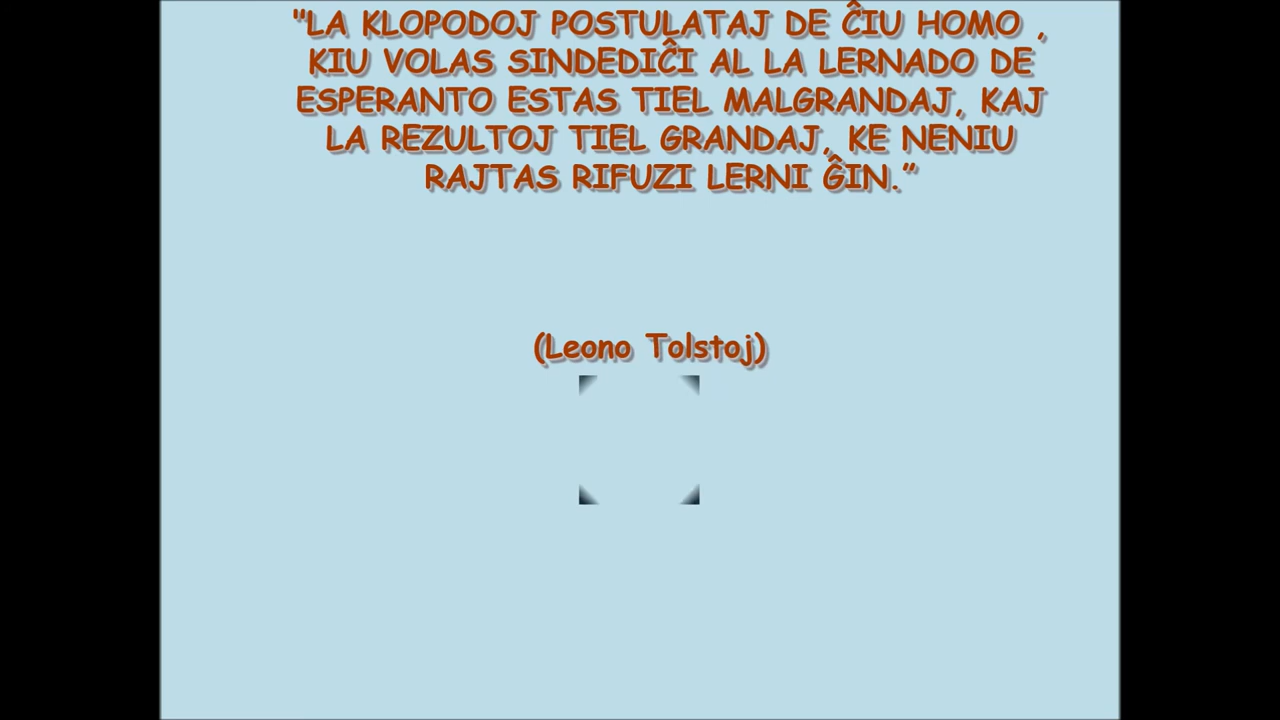 "LA KLOPODOJ POSTULATAJ DE ĈIU HOMO ,
KIU VOLAS SINDEDIĈI AL LA LERNADO DE
ESPERANTO ESTAS TIEL MALGRANDAJ, KAJ
LA REZULTOJ TIEL GRANDAJ, KE NENIU
RAJTAS RIFUZI LERNI ĜIN.”
(Leono Tolstoj)